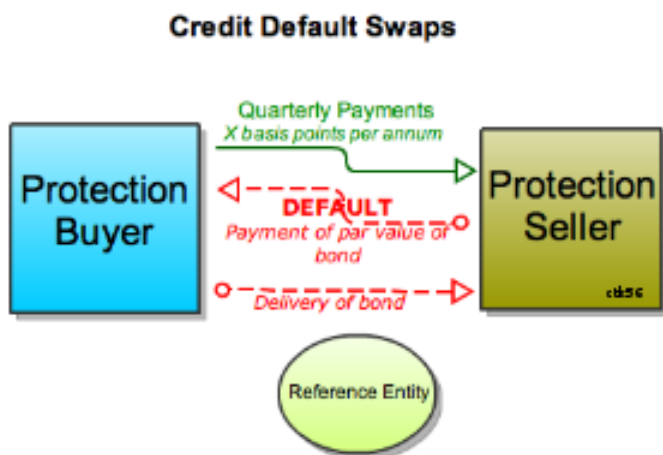 Credit Default Swaps
Quarterly Payments
X basis points per annum
Protection
Buyer
Protection
Seller
DEFAULT
Payment of par value of
bond
Delivery of bond
Reference Entity